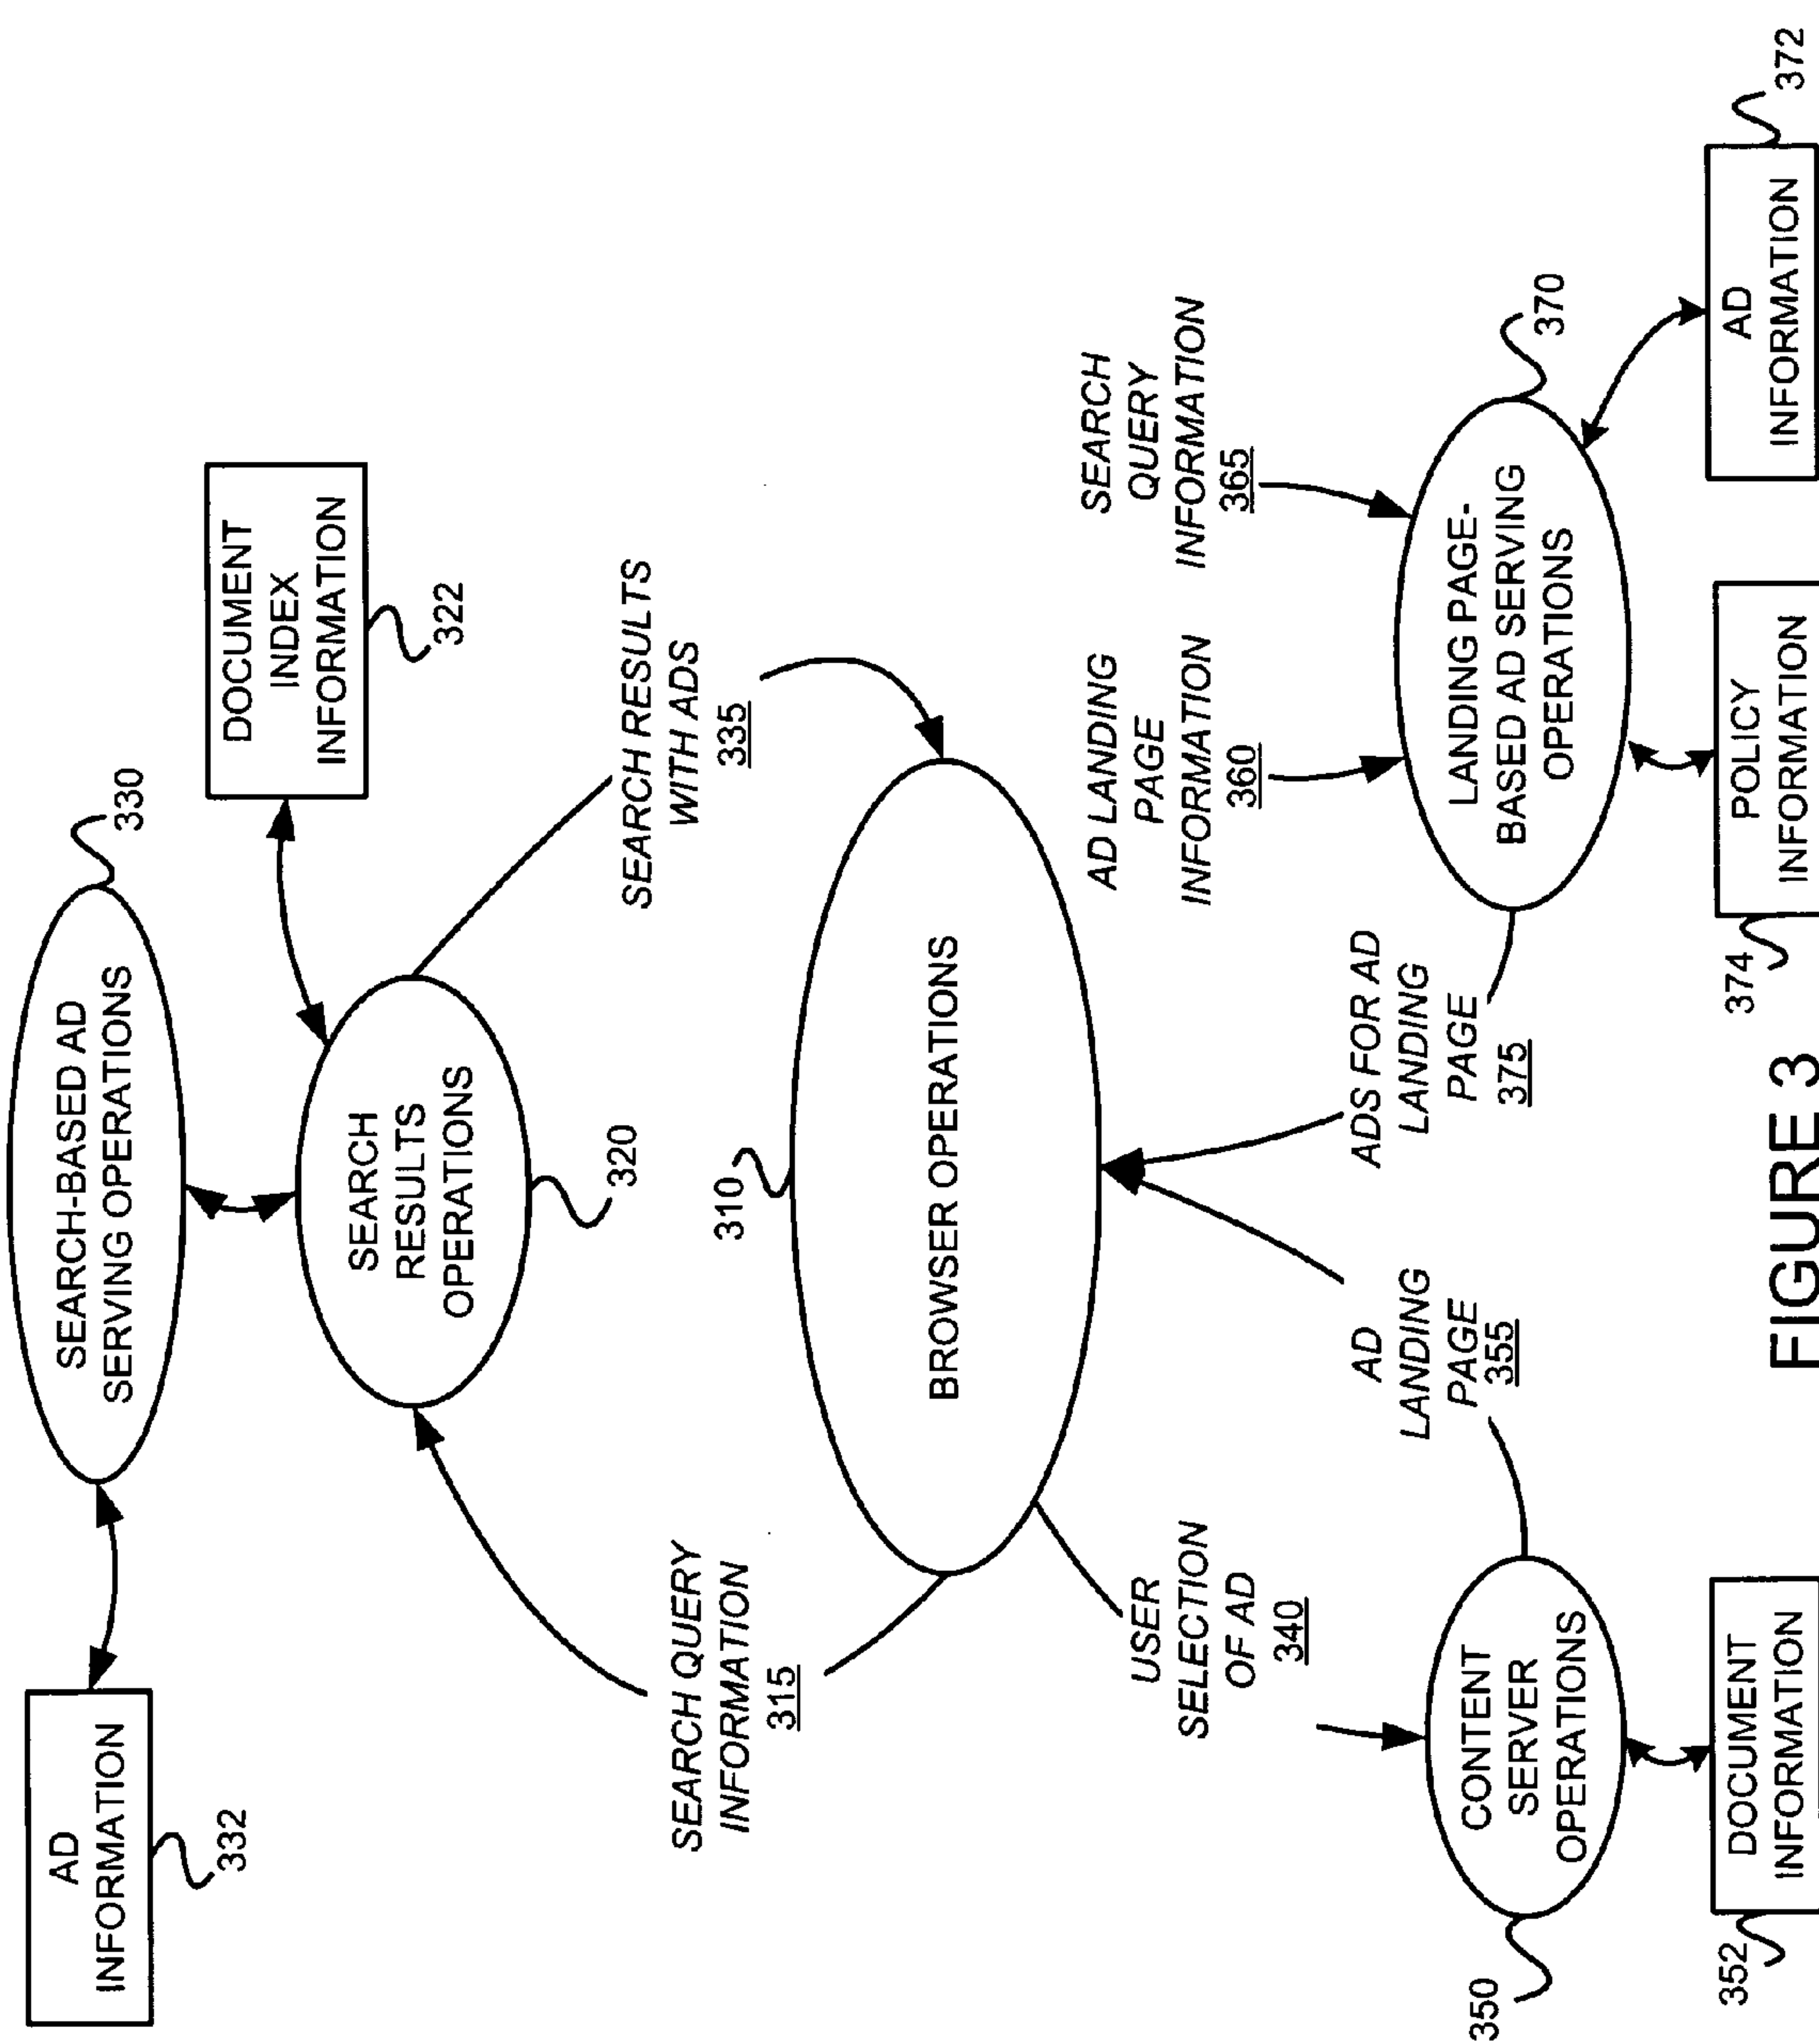 AD
INFORMATION
332
SEARCH-BASED AD
SERVING OPERATIONS
330
SEARCH
RESULTS
OPERATIONS
320
DOCUMENT
INDEX
INFORMATION
322
SEARCH QUERY
INFORMATION
315
SEARCH RESULTS
WITH ADS
335
310
BROWSER OPERATIONS
USER
SELECTION
OF AD
340
AD
LANDING
PAGE
355
ADS FOR AD
LANDING
PAGE
375
AD LANDING
PAGE
INFORMATION
360
SEARCH
QUERY
INFORMATION
365
350
CONTENT
SERVER
OPERATIONS
LANDING PAGE-
BASED AD SERVING
OPERATIONS
370
352
DOCUMENT
INFORMATION
374
POLICY
INFORMATION
AD
INFORMATION
372
FIGURE 3